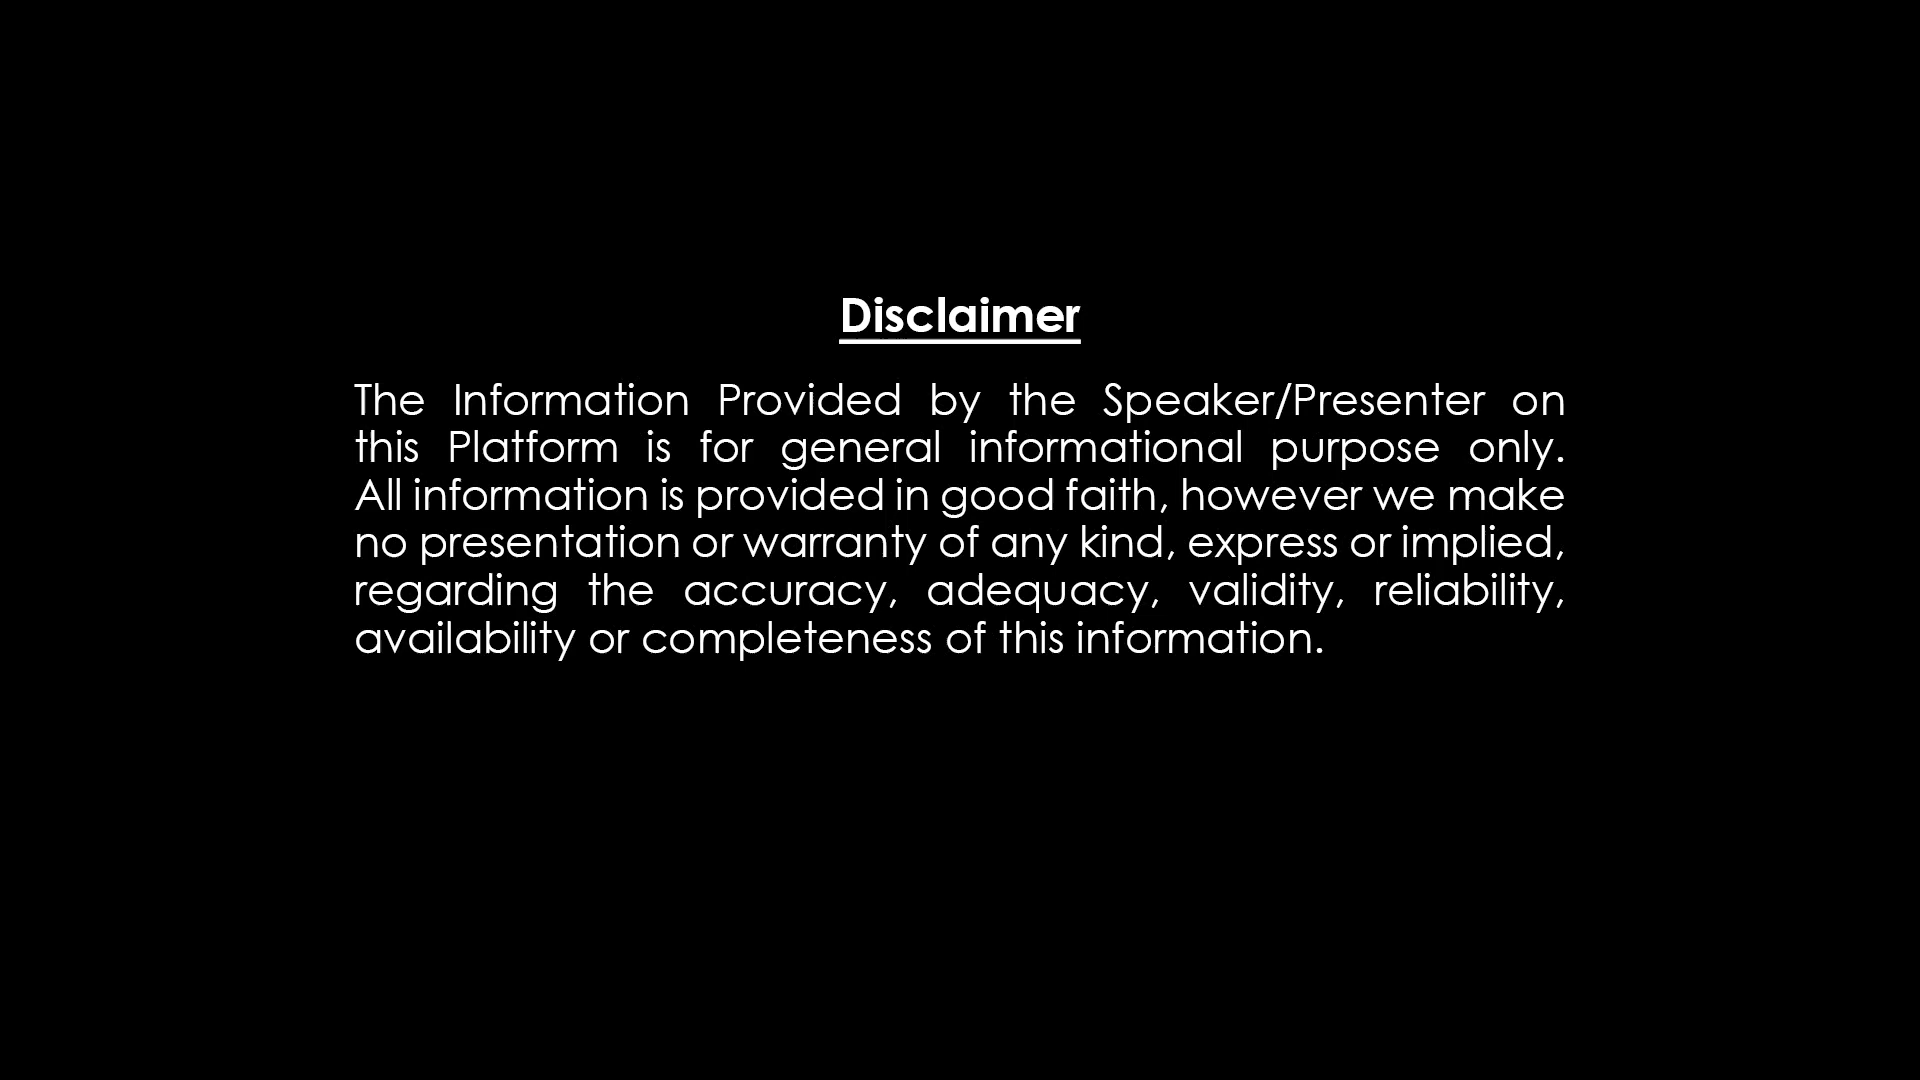 Disclaimer
The Information Provided by the Speaker/Presenter on
this Platform is for general informational purpose only.
All information is provided in good faith, however we make
no presentation or warranty of any kind, express or implied,
regarding the accuracy, adequacy, validity, reliability,
availability or completeness of this information.